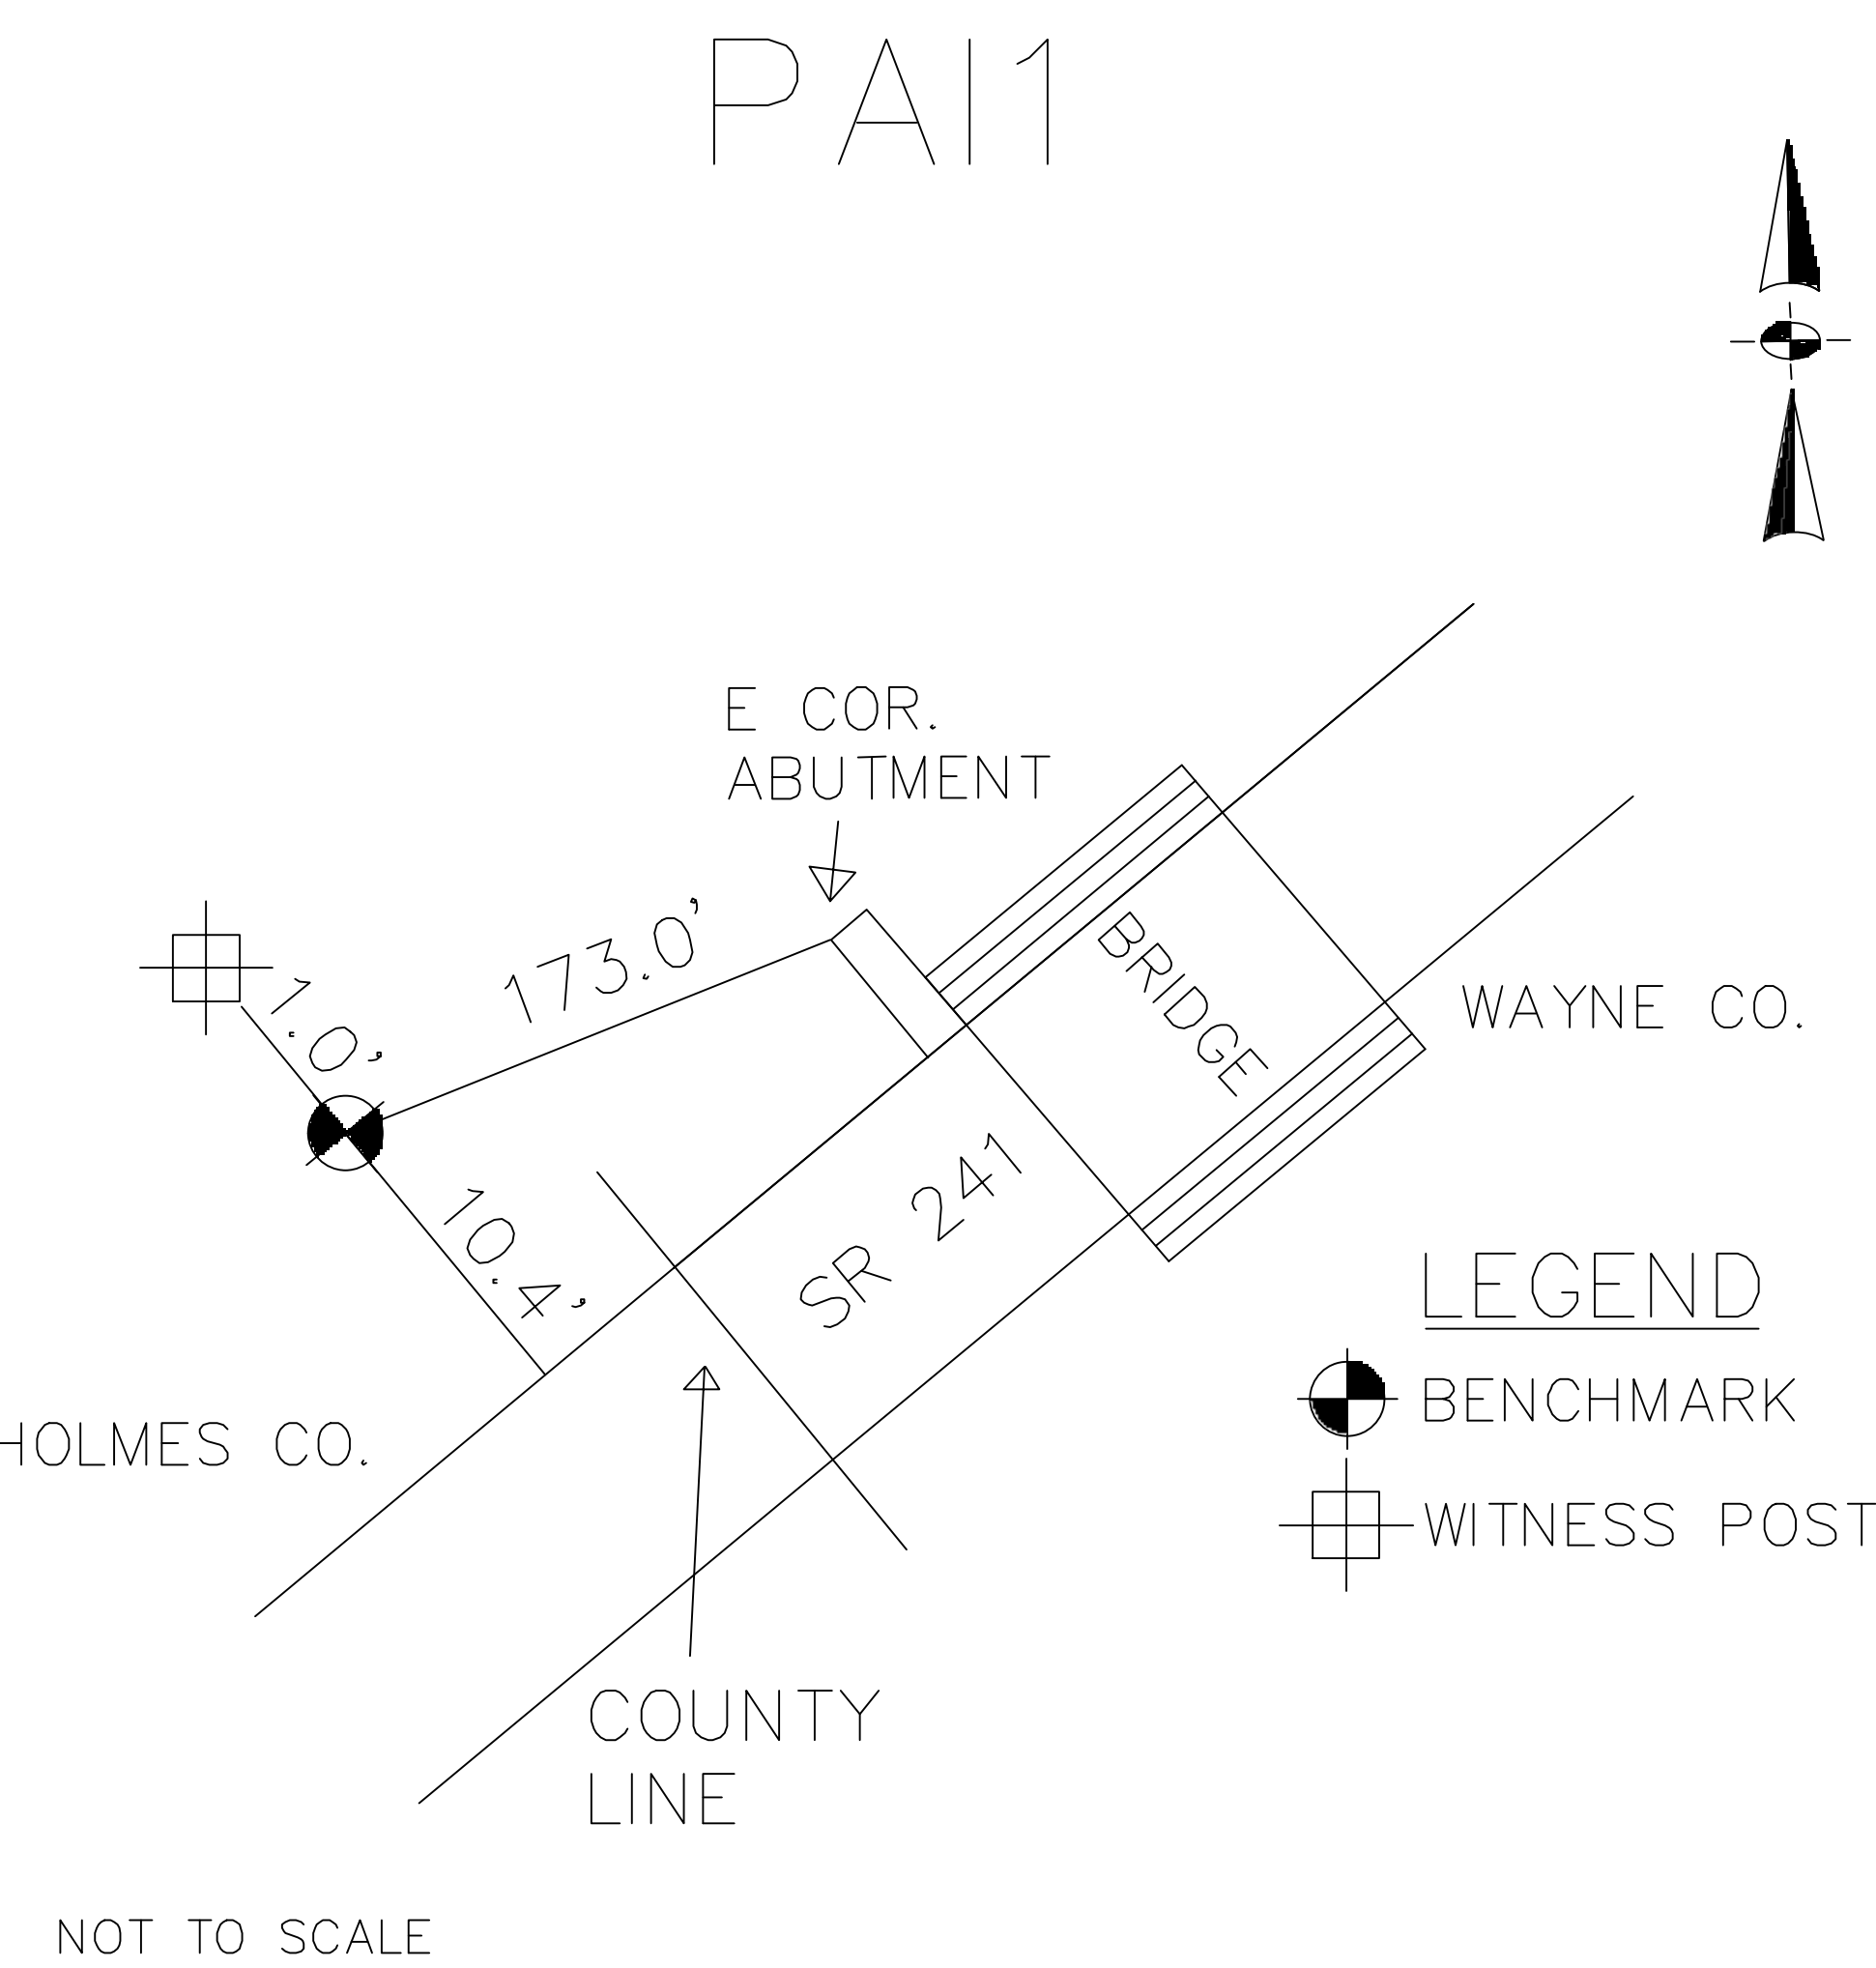 PAI1
E COR.
ABUTMENT
173.0'
1.0'
BRIDGE
WAYNE CO.
10.4'
SR 241
LEGEND
BENCHMARK
HOLMES CO.
WITNESS POST
COUNTY
LINE
NOT TO SCALE